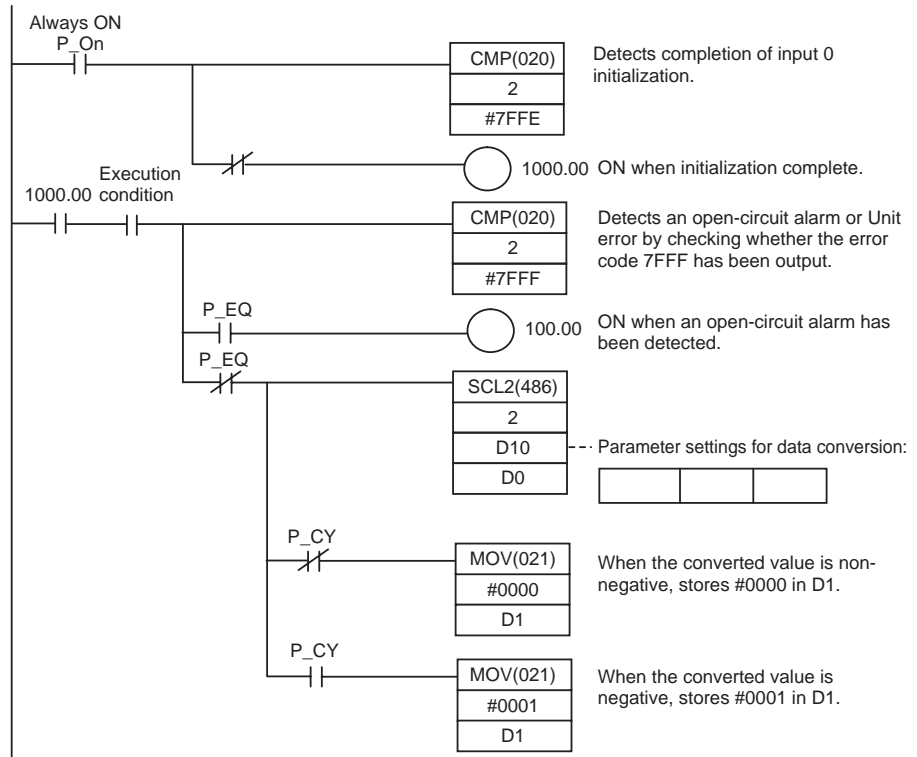 Always ON
P_On
CMP(020)
2
#7FFE
Detects completion of input 0
initialization.
1000.00
ON when initialization complete.
Execution
1000.00 condition
CMP(020)
2
#7FFF
Detects an open-circuit alarm or Unit
error by checking whether the error
code 7FFF has been output.
P_EQ
100.00
ON when an open-circuit alarm has
been detected.
P_EQ
SCL2(486)
2
D10
D0
Parameter settings for data conversion:
P_CY
MOV(021)
#0000
D1
When the converted value is non-
negative, stores #0000 in D1.
P_CY
MOV(021)
#0001
D1
When the converted value is
negative, stores #0001 in D1.